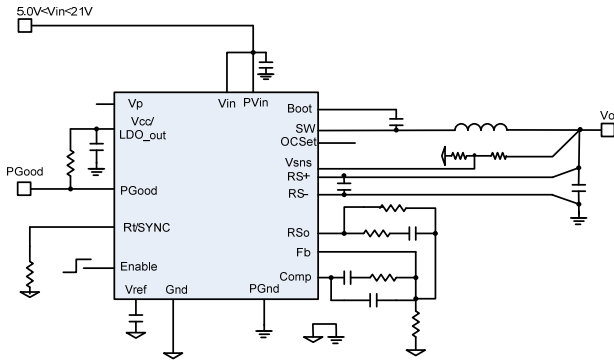 5.0V<Vin<21V
Vp
Vin
PVin
Boot
Vcc/
LDO_out
SW
Vo
OCSet
PGood
Vsns
RS+
PGood
RS-
Rt/SYNC
RSo
Fb
Enable
Comp
Vref
Gnd
PGnd